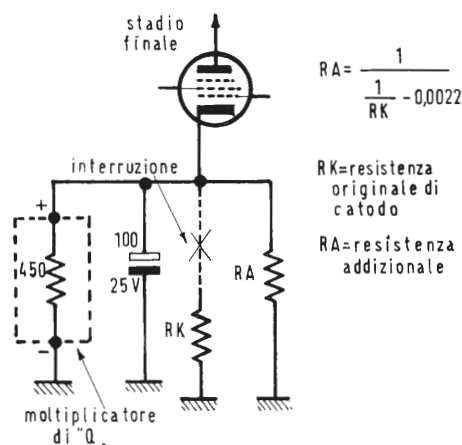 stadio
finale
RA= 1
1
RK -0,0022
interruzione
RK=resistenza
originale di
catodo
RA=resistenza
addizionale
+
450
100
25V
RA
RK
-
moltiplicatore
di "Q„